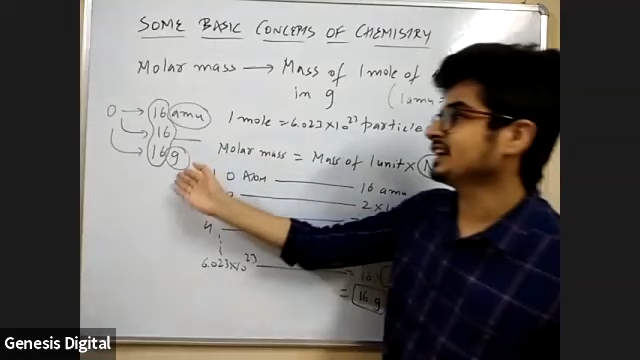 SOME BASIC CONCEPTS OF CHEMISTRY
Molar mass → Mass of 1 mole of
in g
(1amu =
O → 16 amu
16
16 g
1 mole = 6.023×10²³ particle
Molar mass = Mass of 1 unit × N
1 O ATOM 16 amu
2 2×1
4
6.023×10²³ = 16
= 16 g
Genesis Digital